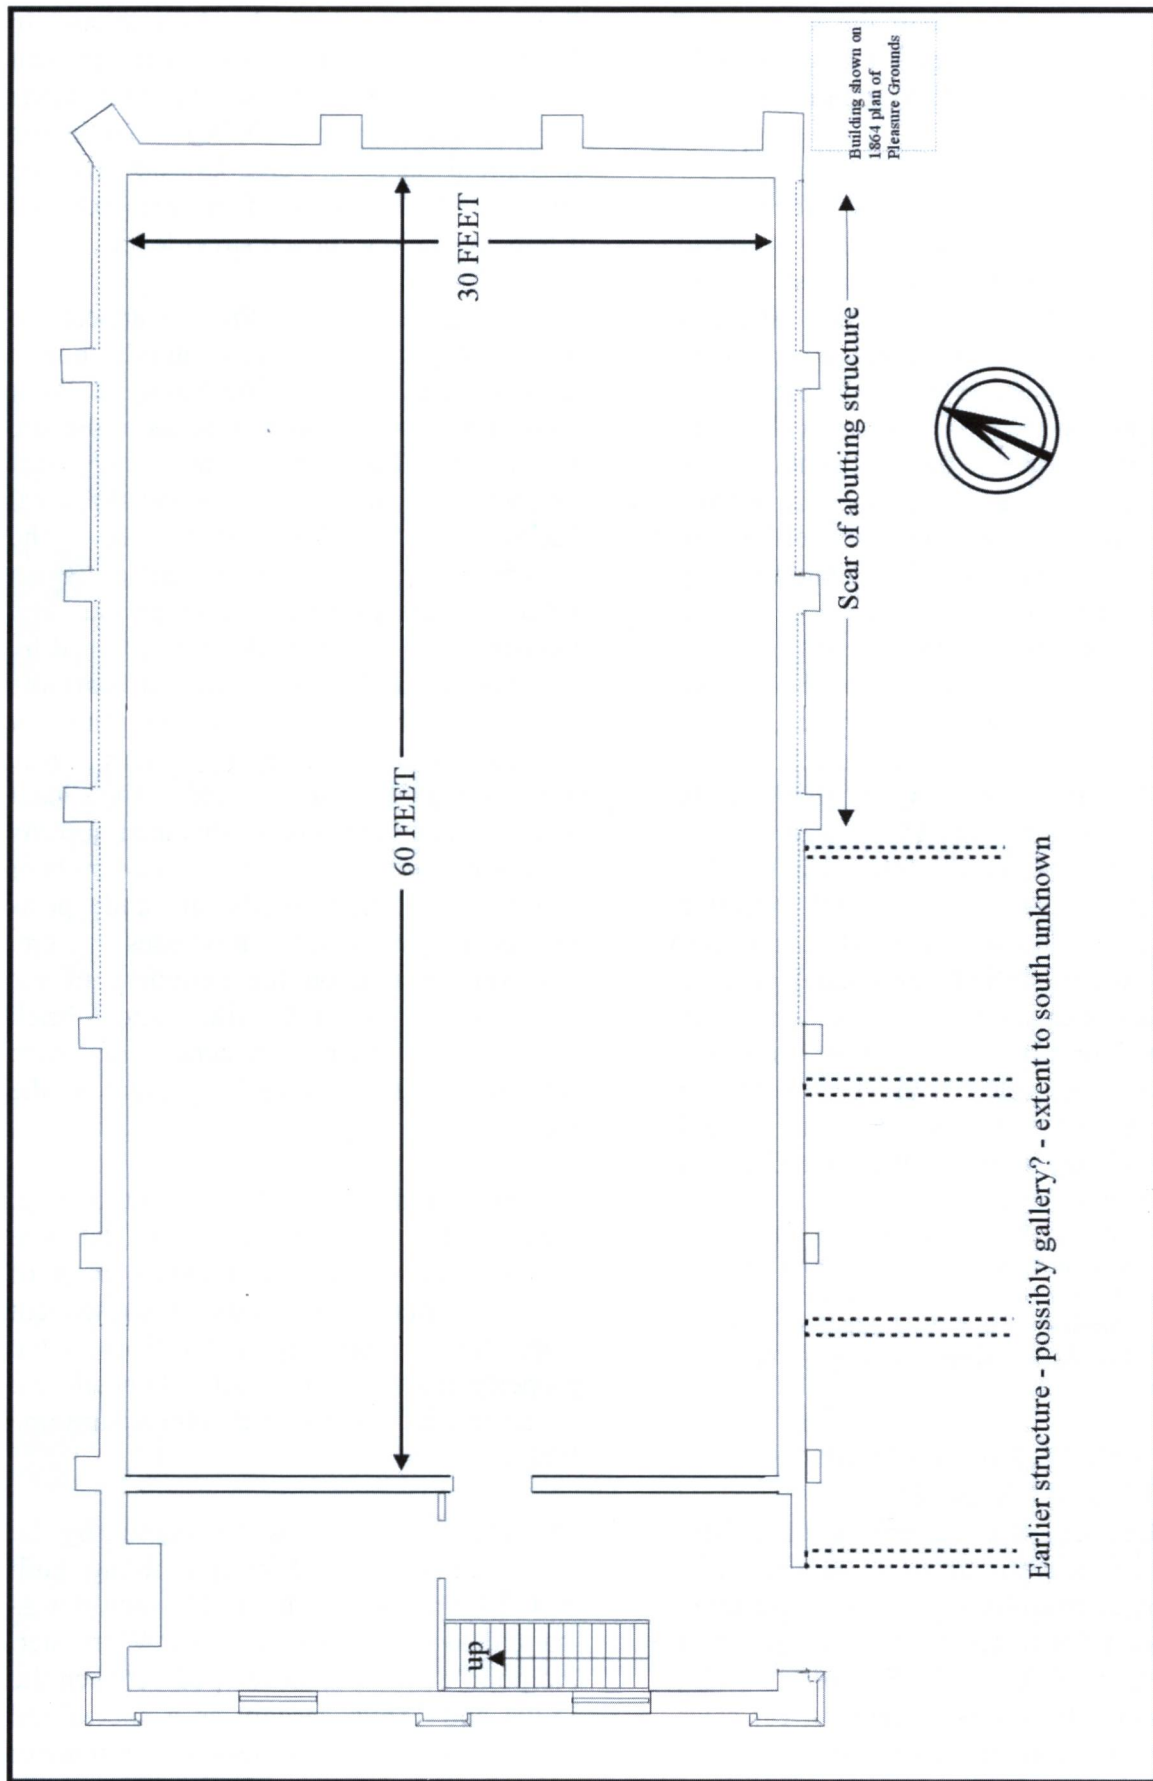 Building shown on
1864 plan of
Pleasure Grounds
30 FEET
Scar of abutting structure
60 FEET
Earlier structure - possibly gallery? - extent to south unknown
up